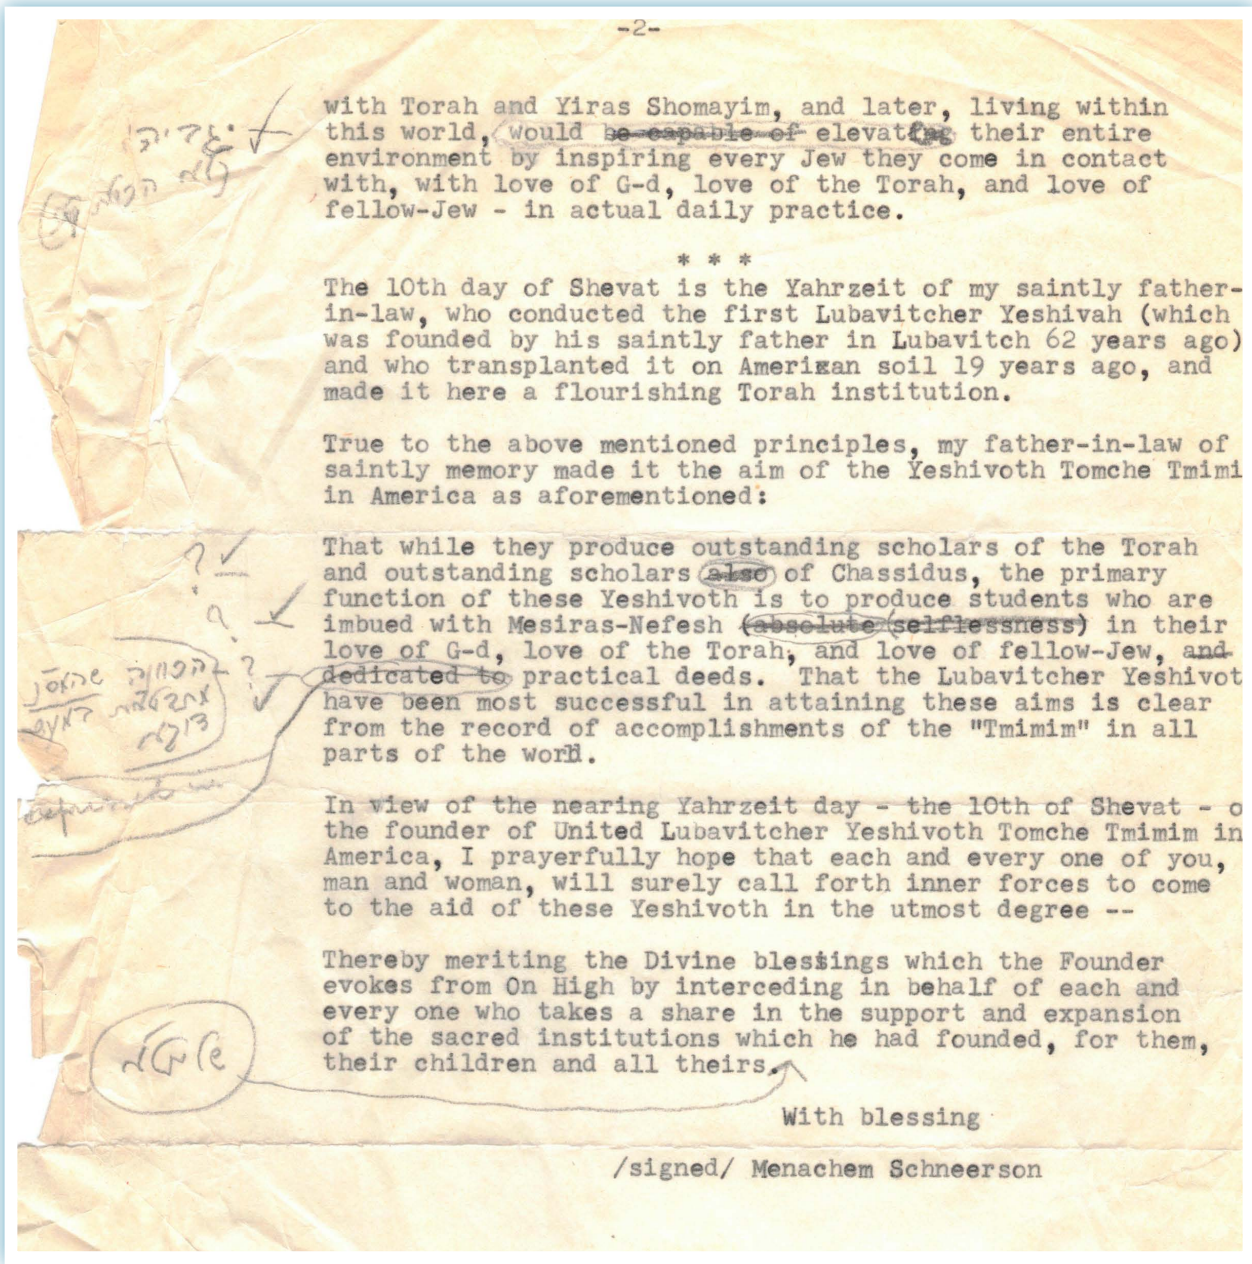 -2-
with Torah and Yiras Shomayim, and later, living within
this world, would be capable of elevating their entire
environment by inspiring every Jew they come in contact
with, with love of G-d, love of the Torah, and love of
fellow-Jew - in actual daily practice.
* * *
The 10th day of Shevat is the Yahrzeit of my saintly father-
in-law, who conducted the first Lubavitcher Yeshivah (which
was founded by his saintly father in Lubavitch 62 years ago)
and who transplanted it on American soil 19 years ago, and
made it here a flourishing Torah institution.
True to the above mentioned principles, my father-in-law of
saintly memory made it the aim of the Yeshivoth Tomche Tmimi
in America as aforementioned:
That while they produce outstanding scholars of the Torah
and outstanding scholars also of Chassidus, the primary
function of these Yeshivoth is to produce students who are
imbued with Mesiras-Nefesh (absolute selflessness) in their
love of G-d, love of the Torah, and love of fellow-Jew, and
dedicated to practical deeds. That the Lubavitcher Yeshivot
have been most successful in attaining these aims is clear
from the record of accomplishments of the "Tmimim" in all
parts of the world.
In view of the nearing Yahrzeit day - the 10th of Shevat - o
the founder of United Lubavitcher Yeshivoth Tomche Tmimim in
America, I prayerfully hope that each and every one of you,
man and woman, will surely call forth inner forces to come
to the aid of these Yeshivoth in the utmost degree --
Thereby meriting the Divine blessings which the Founder
evokes from On High by interceding in behalf of each and
every one who takes a share in the support and expansion
of the sacred institutions which he had founded, for them,
their children and all theirs.
With blessing
/signed/ Menachem Schneerson
? 
?
?